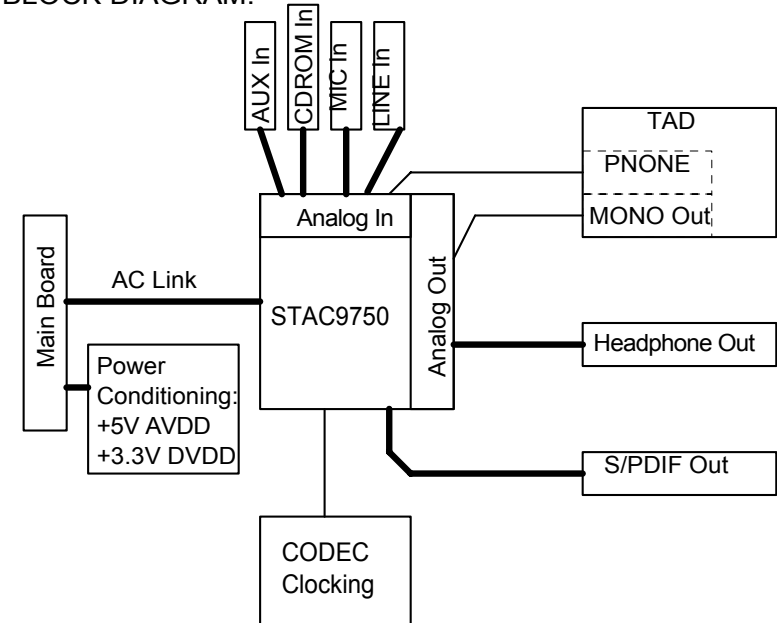 BLOCK DIAGRAM:
AUX In
CDROM In
MIC In
LINE In
TAD
PNONE
MONO Out
Analog In
Analog Out
Main Board
AC Link
STAC9750
Headphone Out
Power
Conditioning:
+5V AVDD
+3.3V DVDD
S/PDIF Out
CODEC
Clocking